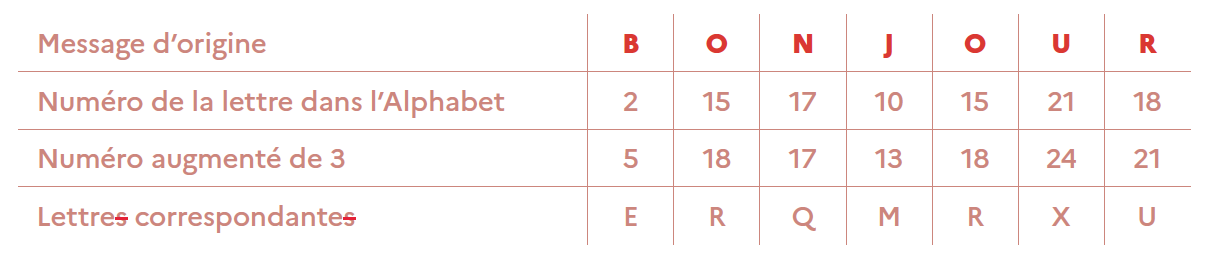 Message d’origine B O N J O U R
Numéro de la lettre dans l’Alphabet 2 15 17 10 15 21 18
Numéro augmenté de 3 5 18 17 13 18 24 21
Lettres correspondantes E R Q M R X U